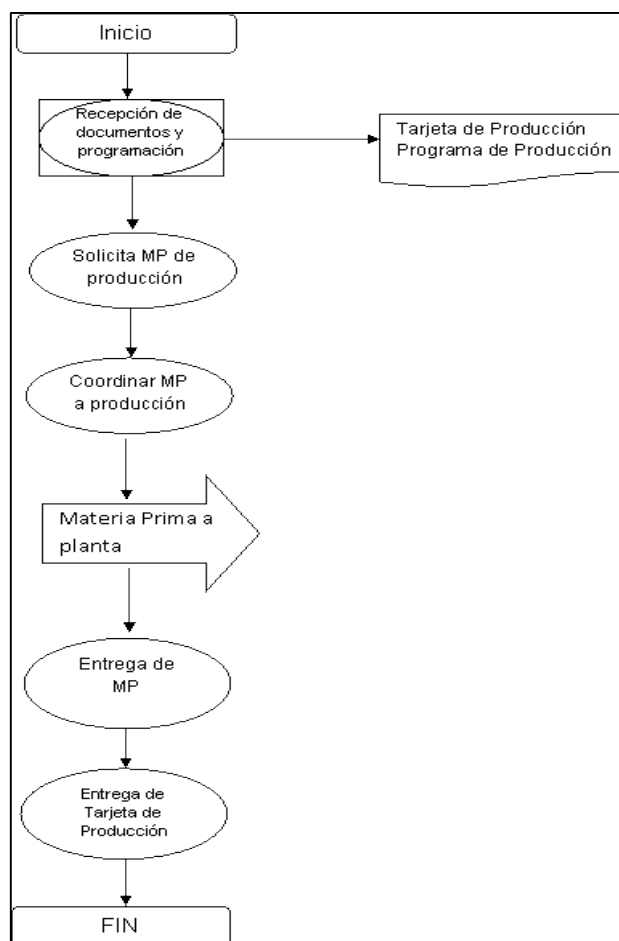 Inicio
Recepción de
documentos y
programación
Tarjeta de Producción
Programa de Producción
Solicita MP de
producción
Coordinar MP
a producción
Materia Prima a
planta
Entrega de
MP
Entrega de
Tarjeta de
Producción
FIN